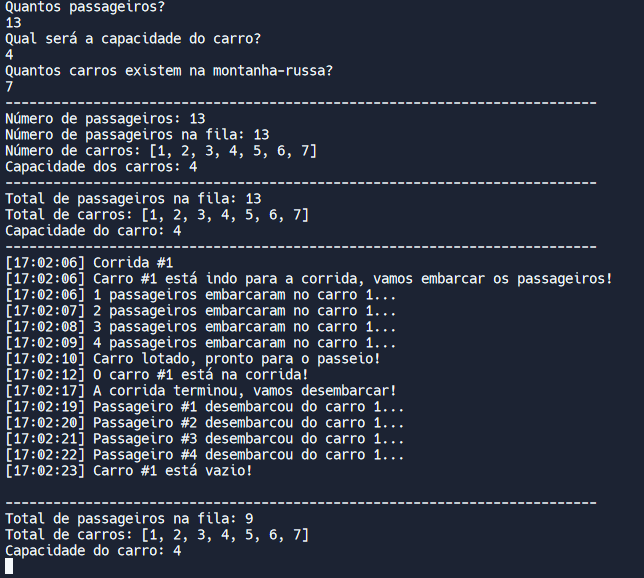 Quantos passageiros?
13
Qual será a capacidade do carro?
4
Quantos carros existem na montanha-russa?
7
--------------------------------------------------------------------------
Número de passageiros: 13
Número de passageiros na fila: 13
Número de carros: [1, 2, 3, 4, 5, 6, 7]
Capacidade dos carros: 4
--------------------------------------------------------------------------
Total de passageiros na fila: 13
Total de carros: [1, 2, 3, 4, 5, 6, 7]
Capacidade do carro: 4
--------------------------------------------------------------------------
[17:02:06] Corrida #1
[17:02:06] Carro #1 está indo para a corrida, vamos embarcar os passageiros!
[17:02:06] 1 passageiros embarcaram no carro 1...
[17:02:07] 2 passageiros embarcaram no carro 1...
[17:02:08] 3 passageiros embarcaram no carro 1...
[17:02:09] 4 passageiros embarcaram no carro 1...
[17:02:10] Carro lotado, pronto para o passeio!
[17:02:12] O carro #1 está na corrida!
[17:02:17] A corrida terminou, vamos desembarcar!
[17:02:19] Passageiro #1 desembarcou do carro 1...
[17:02:20] Passageiro #2 desembarcou do carro 1...
[17:02:21] Passageiro #3 desembarcou do carro 1...
[17:02:22] Passageiro #4 desembarcou do carro 1...
[17:02:23] Carro #1 está vazio!
--------------------------------------------------------------------------
Total de passageiros na fila: 9
Total de carros: [1, 2, 3, 4, 5, 6, 7]
Capacidade do carro: 4